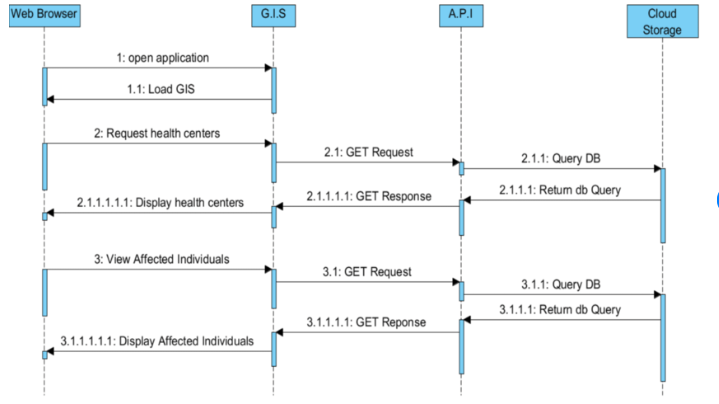 Web Browser
G.I.S
A.P.I
Cloud
Storage
1: open application
1.1: Load GIS
2: Request health centers
2.1: GET Request
2.1.1: Query DB
2.1.1.1: Return db Query
2.1.1.1.1: GET Response
2.1.1.1.1.1: Display health centers
3: View Affected Individuals
3.1: GET Request
3.1.1: Query DB
3.1.1.1: Return db Query
3.1.1.1.1: GET Reponse
3.1.1.1.1.1: Display Affected Individuals